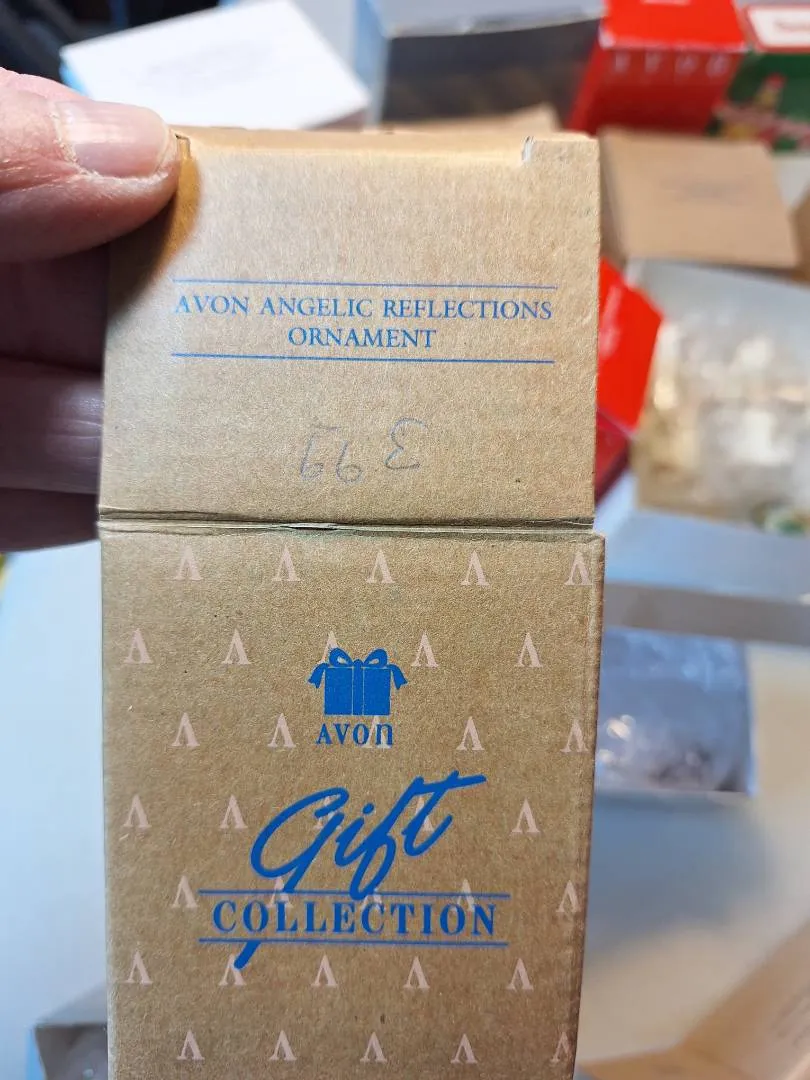 AVON ANGELIC REFLECTIONS
ORNAMENT
3 99
AVON
Gift
COLLECTION